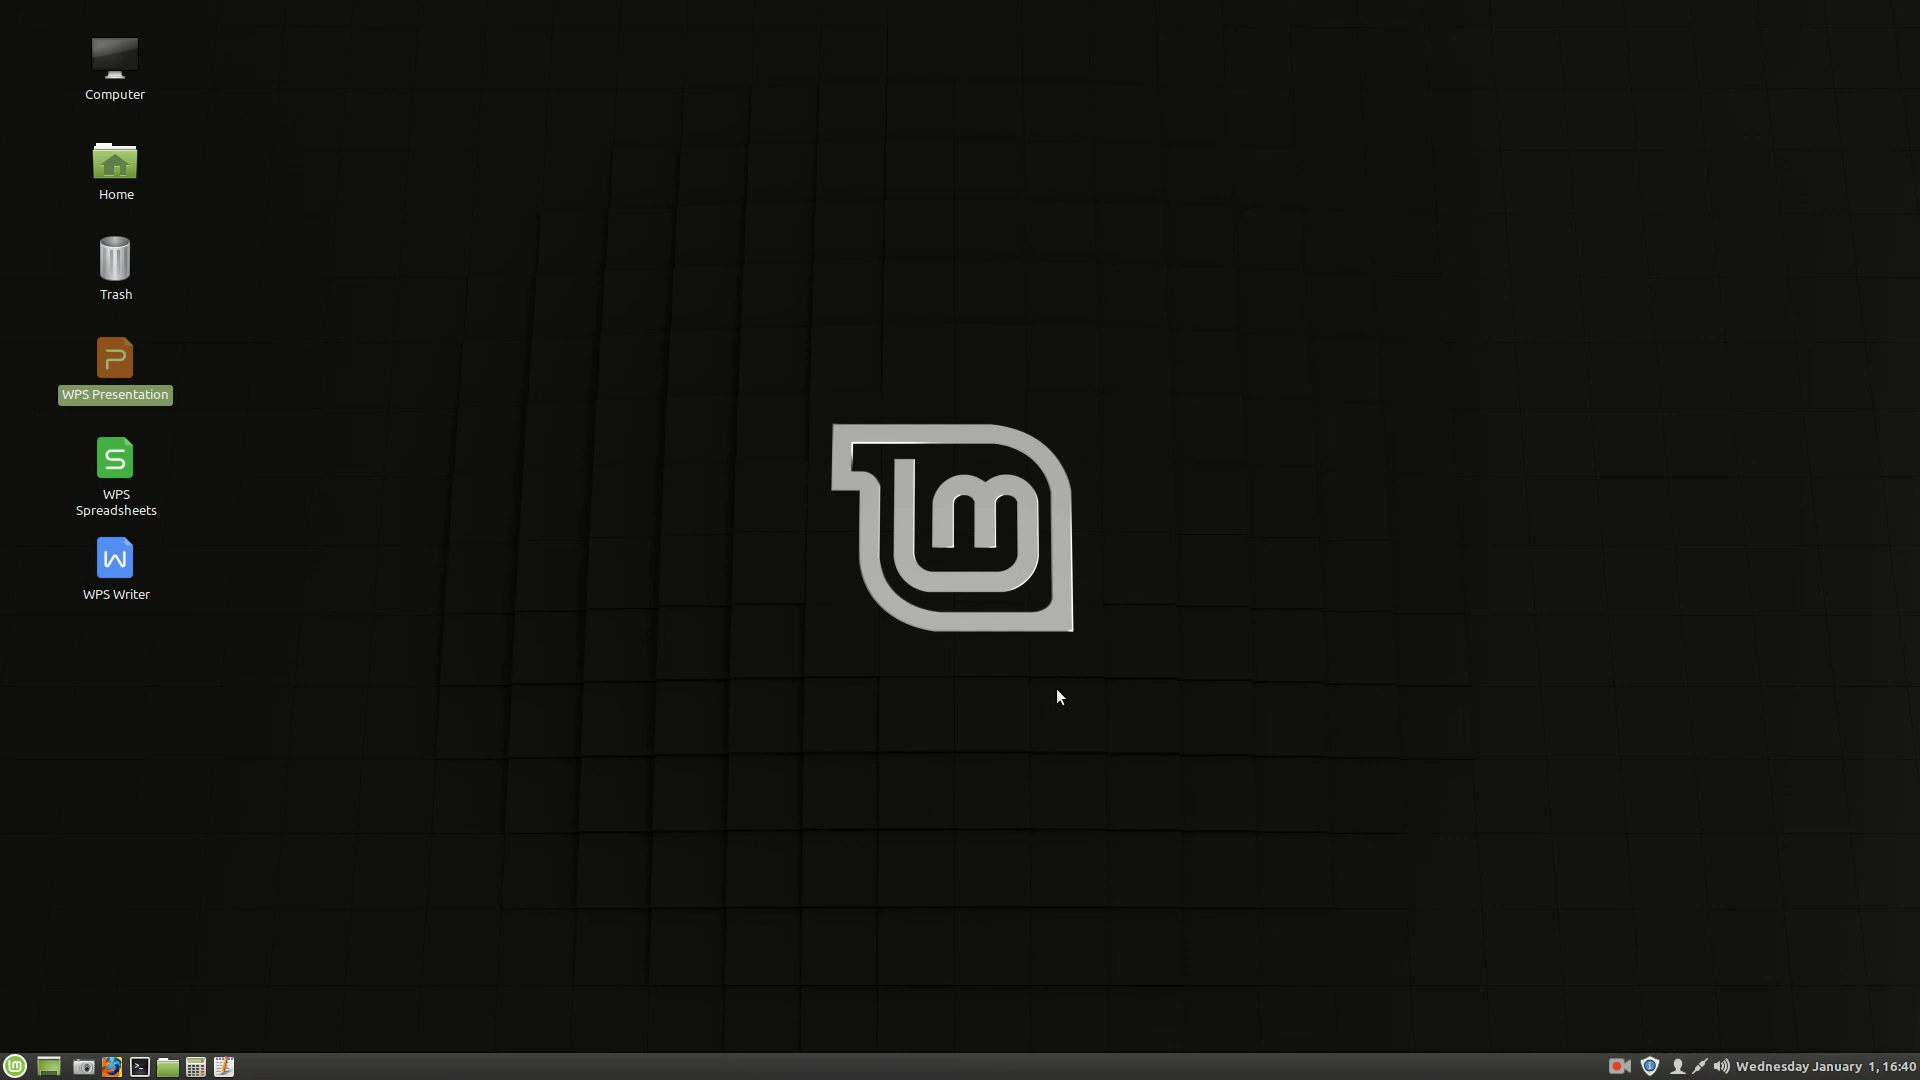 Computer
Home
Trash
WPS Presentation
WPS
Spreadsheets
WPS Writer
Wednesday January  1, 16:40